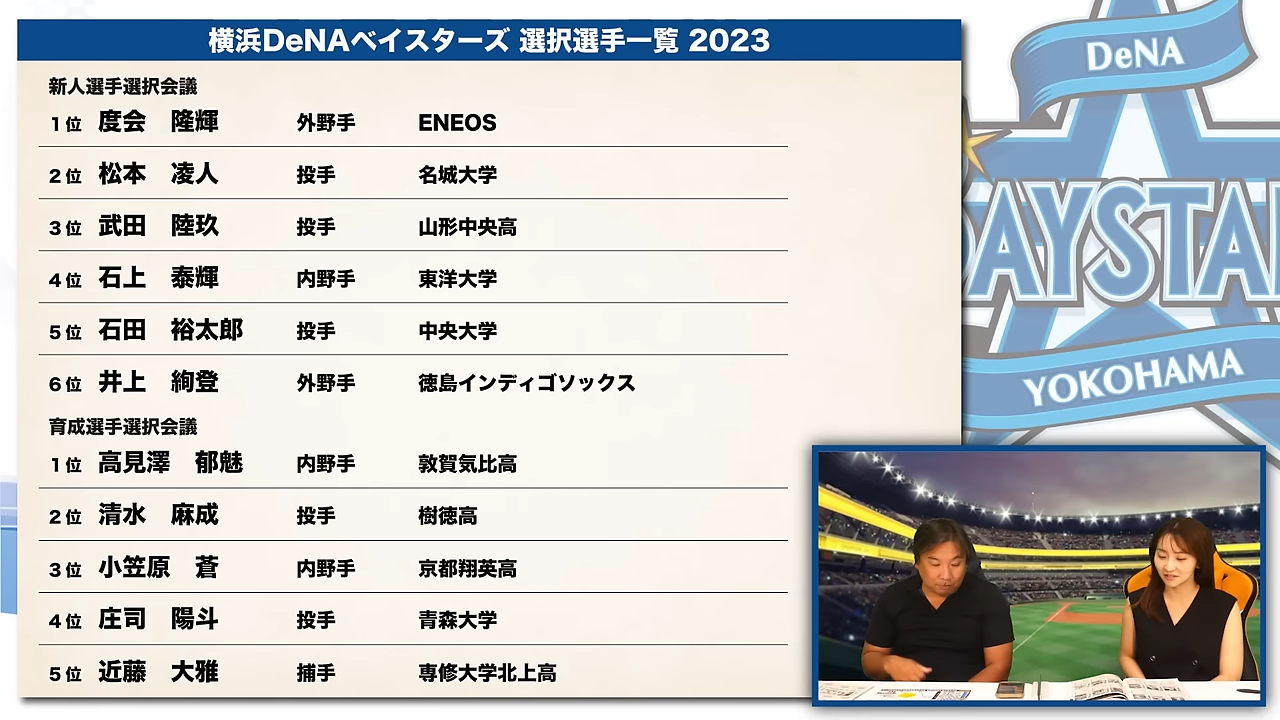 横浜DeNAベイスターズ 選択選手一覧 2023
新人選手選択会議
1位 度会 隆輝 外野手 ENEOS
2位 松本 凌人 投手 名城大学
3位 武田 陸玖 投手 山形中央高
4位 石上 泰輝 内野手 東洋大学
5位 石田 裕太郎 投手 中央大学
6位 井上 絢登 外野手 徳島インディゴソックス
育成選手選択会議
1位 高見澤 郁魅 内野手 敦賀気比高
2位 清水 麻成 投手 樹徳高
3位 小笠原 蒼 内野手 京都翔英高
4位 庄司 陽斗 投手 青森大学
5位 近藤 大雅 捕手 専修大学北上高
DeNA
BAYSTAR
YOKOHAMA